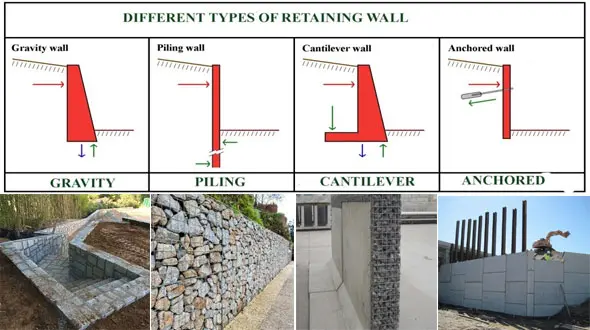 DIFFERENT TYPES OF RETAINING WALL
Gravity wall
Piling wall
Cantilever wall
Anchored wall
GRAVITY
PILING
CANTILEVER
ANCHORED